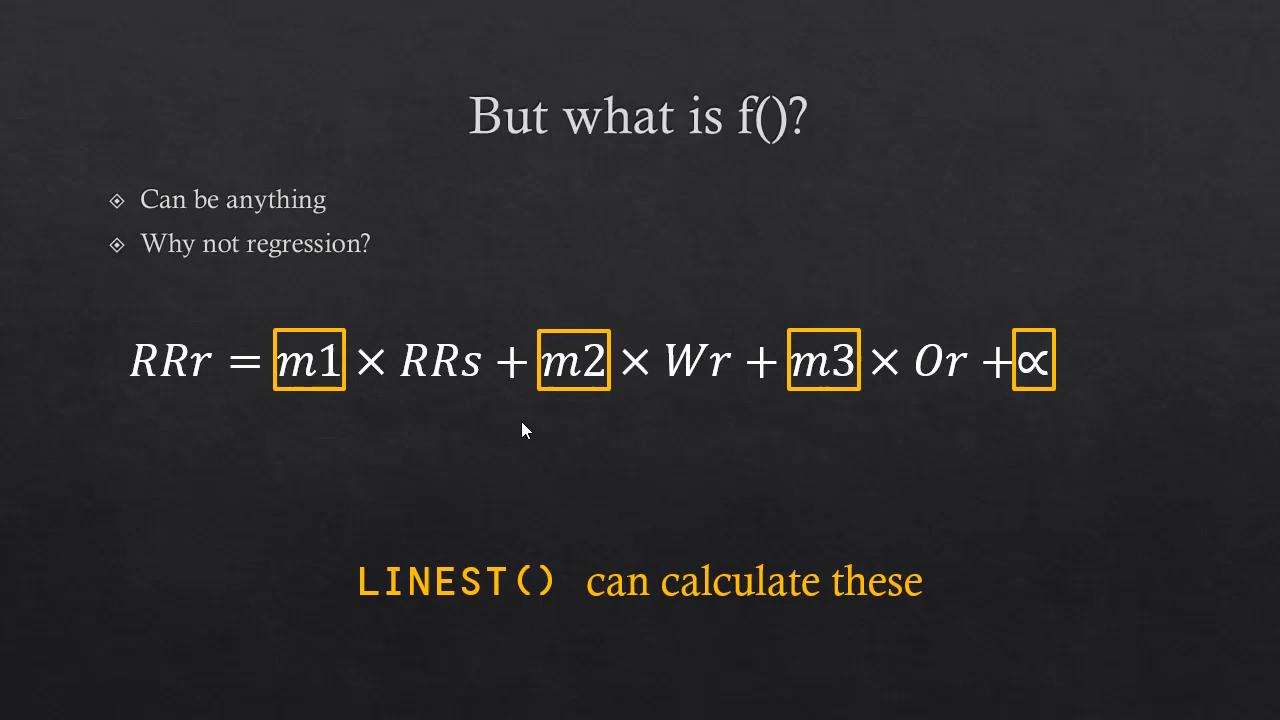 But what is f()?
Can be anything
Why not regression?
RRr = m1 × RRs + m2 × Wr + m3 × Or +∝
LINEST() can calculate these